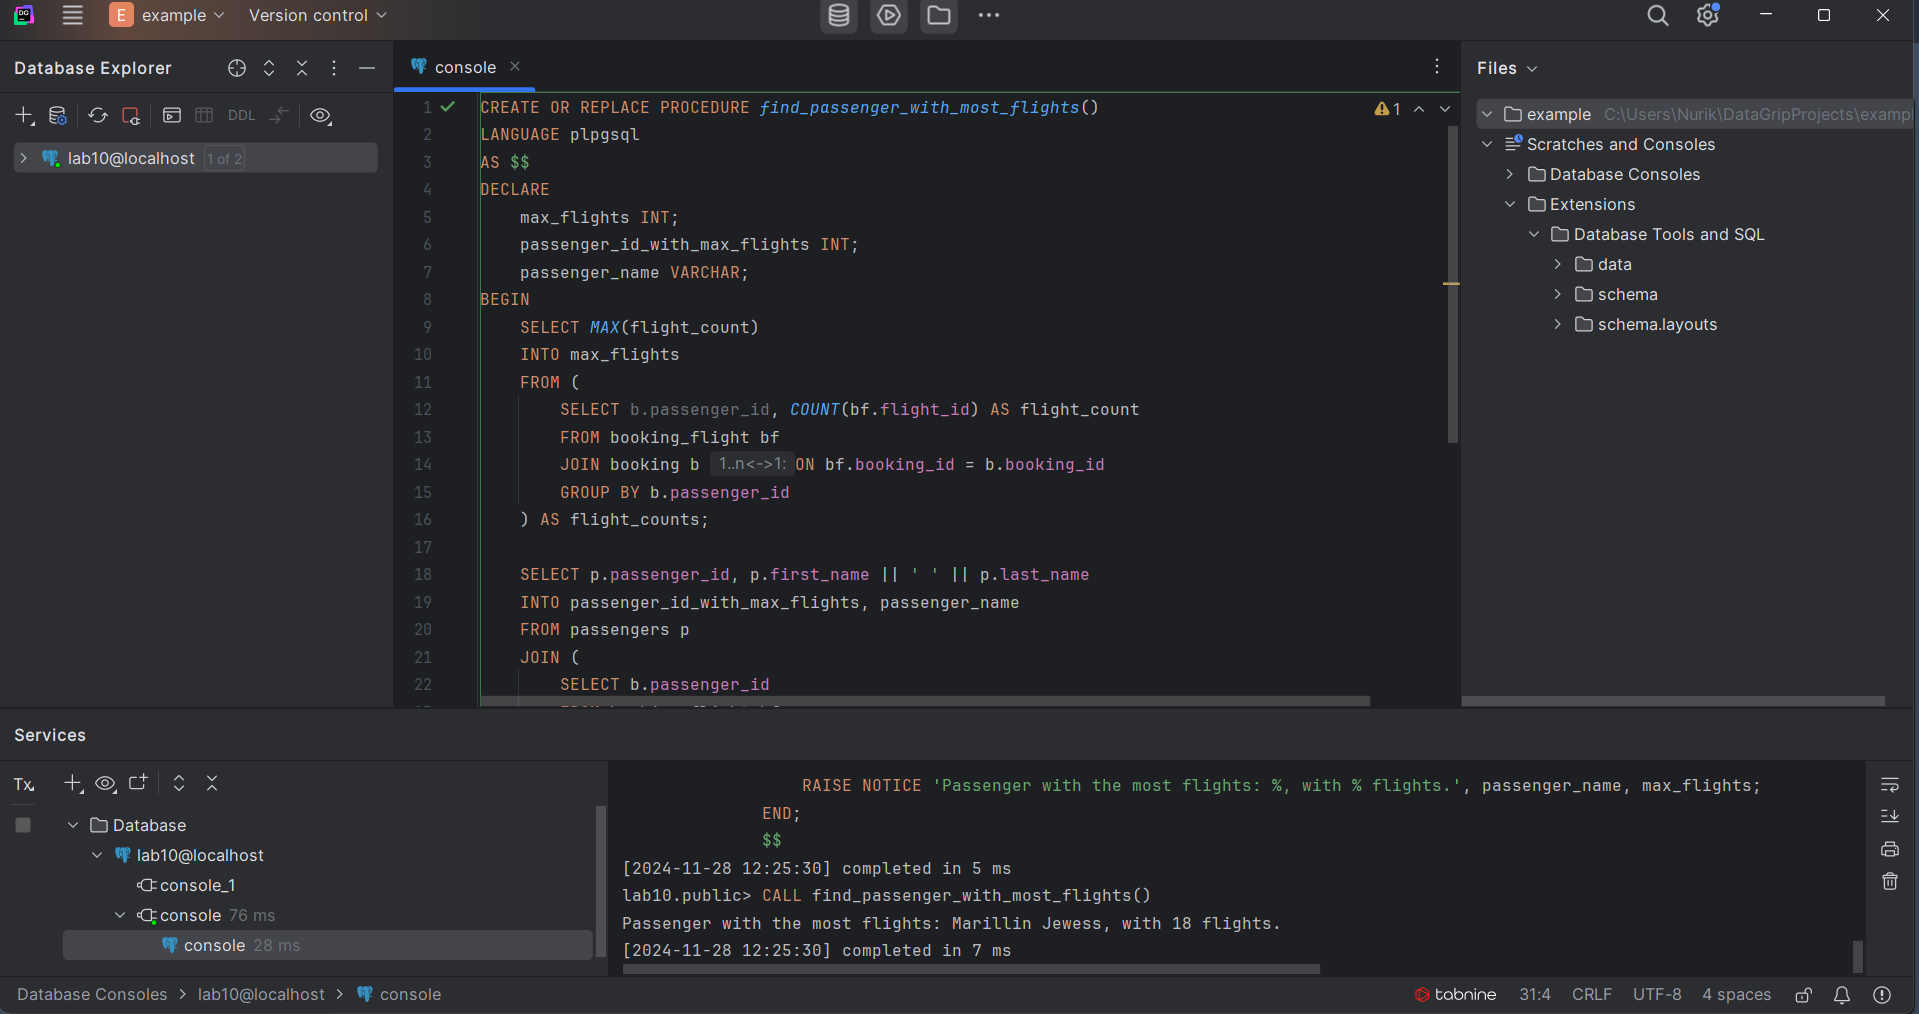 E example Version control
Database Explorer
DDL
lab10@localhost 1 of 2
console
1 CREATE OR REPLACE PROCEDURE find_passenger_with_most_flights()
2 LANGUAGE plpgsql
3 AS $$
4 DECLARE
5 max_flights INT;
6 passenger_id_with_max_flights INT;
7 passenger_name VARCHAR;
8 BEGIN
9 SELECT MAX(flight_count)
10 INTO max_flights
11 FROM (
12 SELECT b.passenger_id, COUNT(bf.flight_id) AS flight_count
13 FROM booking_flight bf
14 JOIN booking b 1..n<->1: ON bf.booking_id = b.booking_id
15 GROUP BY b.passenger_id
16 ) AS flight_counts;
17
18 SELECT p.passenger_id, p.first_name || ' ' || p.last_name
19 INTO passenger_id_with_max_flights, passenger_name
20 FROM passengers p
21 JOIN (
22 SELECT b.passenger_id
1
Files
example C:\Users\Nurik\DataGripProjects\exampl
Scratches and Consoles
Database Consoles
Extensions
Database Tools and SQL
data
schema
schema.layouts
Services
Tx
Database
lab10@localhost
console_1
console 76 ms
console 28 ms
RAISE NOTICE 'Passenger with the most flights: %, with % flights.', passenger_name, max_flights;
END;
$$
[2024-11-28 12:25:30] completed in 5 ms
lab10.public> CALL find_passenger_with_most_flights()
Passenger with the most flights: Marillin Jewess, with 18 flights.
[2024-11-28 12:25:30] completed in 7 ms
Database Consoles > lab10@localhost > console
tabnine 31:4 CRLF UTF-8 4 spaces